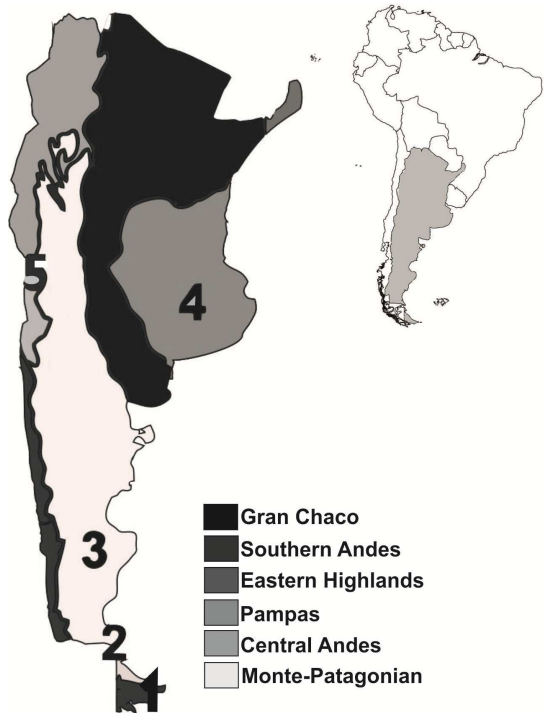 5
4
3
2
1
Gran Chaco
Southern Andes
Eastern Highlands
Pampas
Central Andes
Monte-Patagonian